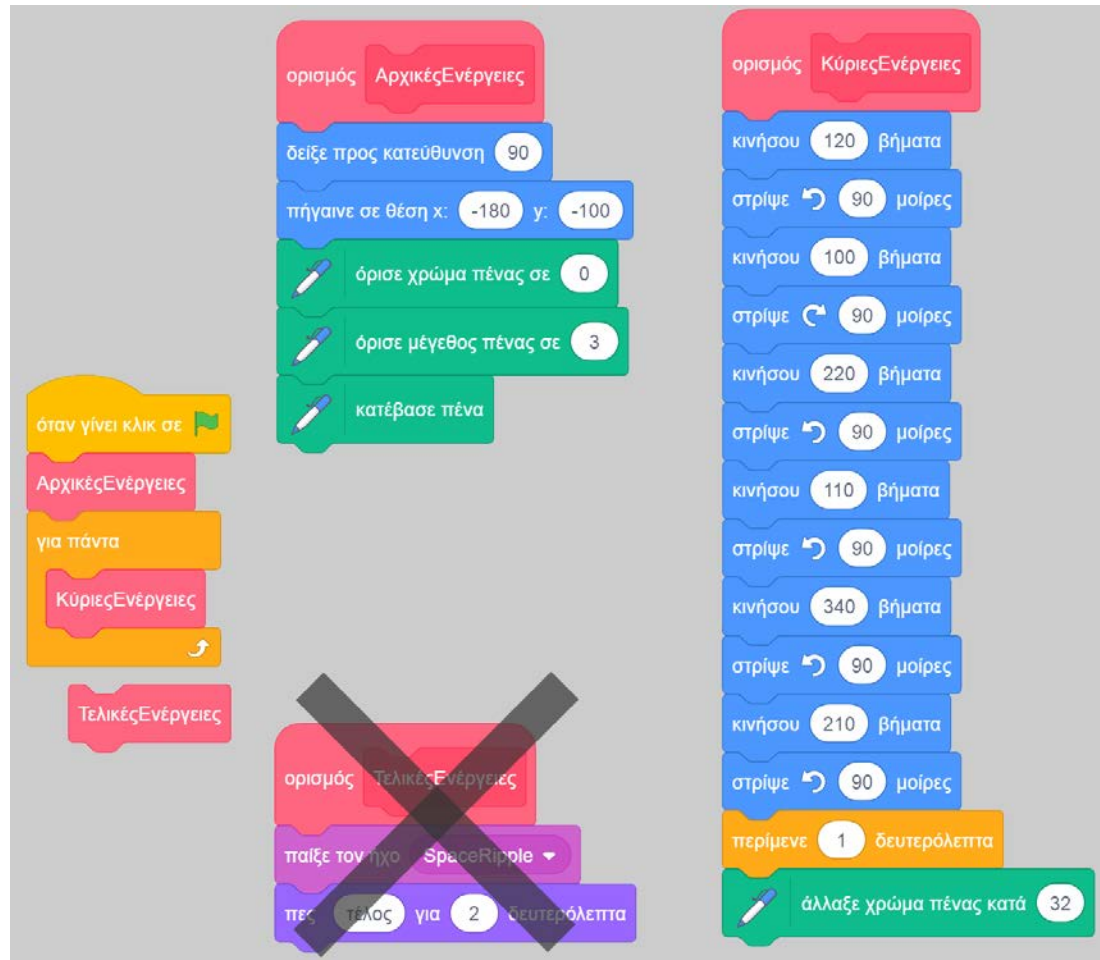 όταν γίνει κλικ σε
ΑρχικέςΕνέργειες
για πάντα
ΚύριεςΕνέργειες
ΤελικέςΕνέργειες
ορισμός ΑρχικέςΕνέργειες
δείξε προς κατεύθυνση 90
πήγαινε σε θέση x: -180 y: -100
όρισε χρώμα πένας σε 0
όρισε μέγεθος πένας σε 3
κατέβασε πένα
ορισμός ΤελικέςΕνέργειες
παίξε τον ήχο SpaceRipple
πες τέλος για 2 δευτερόλεπτα
ορισμός ΚύριεςΕνέργειες
κινήσου 120 βήματα
στρίψε 90 μοίρες
κινήσου 100 βήματα
στρίψε 90 μοίρες
κινήσου 220 βήματα
στρίψε 90 μοίρες
κινήσου 110 βήματα
στρίψε 90 μοίρες
κινήσου 340 βήματα
στρίψε 90 μοίρες
κινήσου 210 βήματα
στρίψε 90 μοίρες
περίμενε 1 δευτερόλεπτα
άλλαξε χρώμα πένας κατά 32